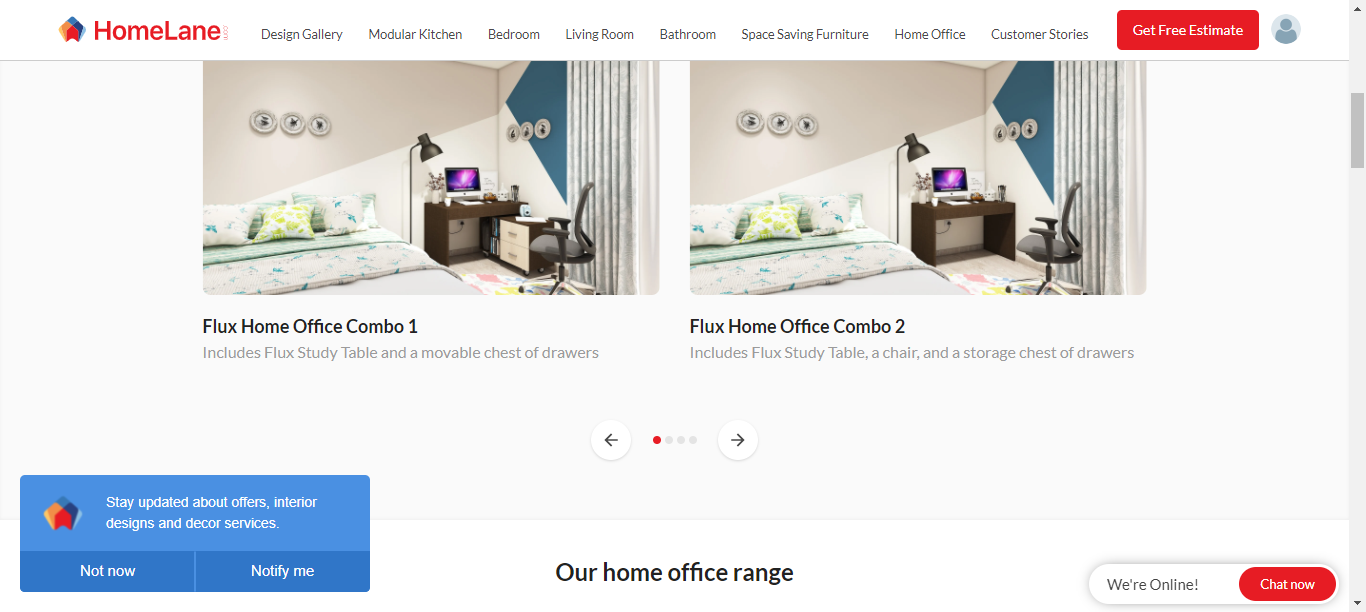 HomeLane
Design Gallery
Modular Kitchen
Bedroom
Living Room
Bathroom
Space Saving Furniture
Home Office
Customer Stories
Get Free Estimate
Flux Home Office Combo 1
Includes Flux Study Table and a movable chest of drawers
Flux Home Office Combo 2
Includes Flux Study Table, a chair, and a storage chest of drawers
Stay updated about offers, interior
designs and decor services.
Not now
Notify me
Our home office range
We're Online!
Chat now